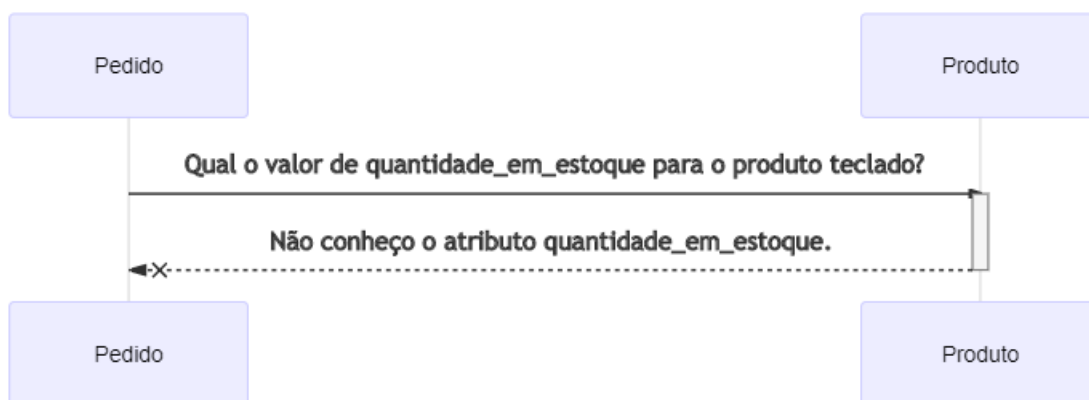 Pedido
Produto
Qual o valor de quantidade_em_estoque para o produto teclado?
Não conheço o atributo quantidade_em_estoque.
Pedido
Produto